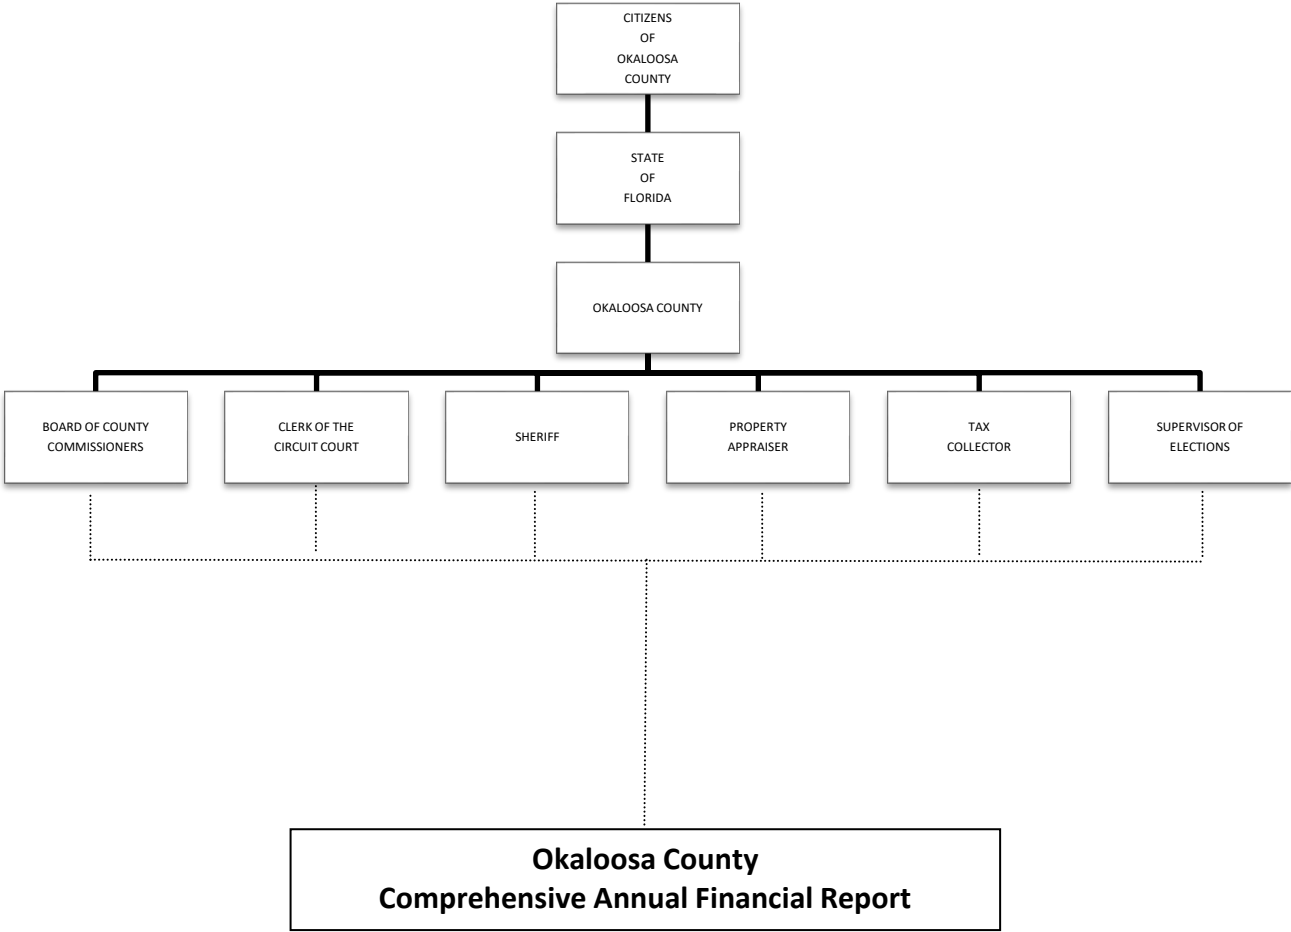 CITIZENS
OF
OKALOOSA
COUNTY
STATE
OF
FLORIDA
OKALOOSA COUNTY
BOARD OF COUNTY
COMMISSIONERS
CLERK OF THE
CIRCUIT COURT
SHERIFF
PROPERTY
APPRAISER
TAX
COLLECTOR
SUPERVISOR OF
ELECTIONS
Okaloosa County
Comprehensive Annual Financial Report